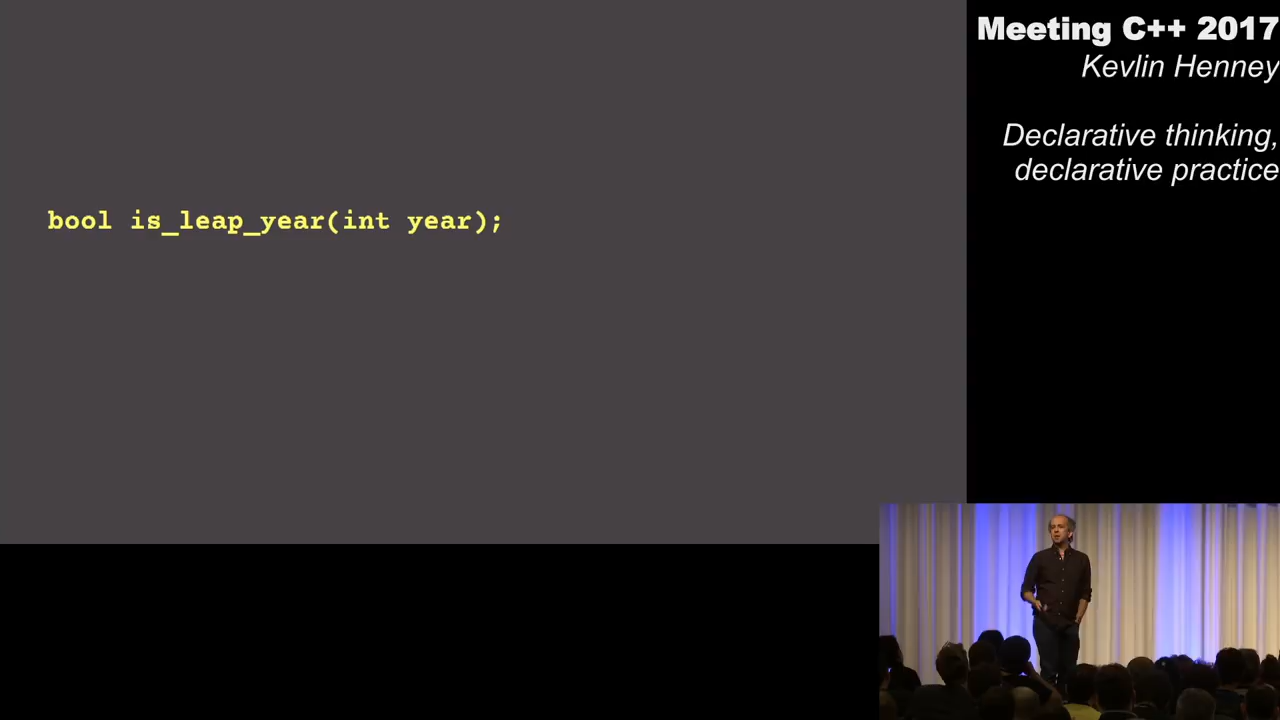 bool is_leap_year(int year);
Meeting C++ 2017
Kevlin Henney
Declarative thinking,
declarative practice